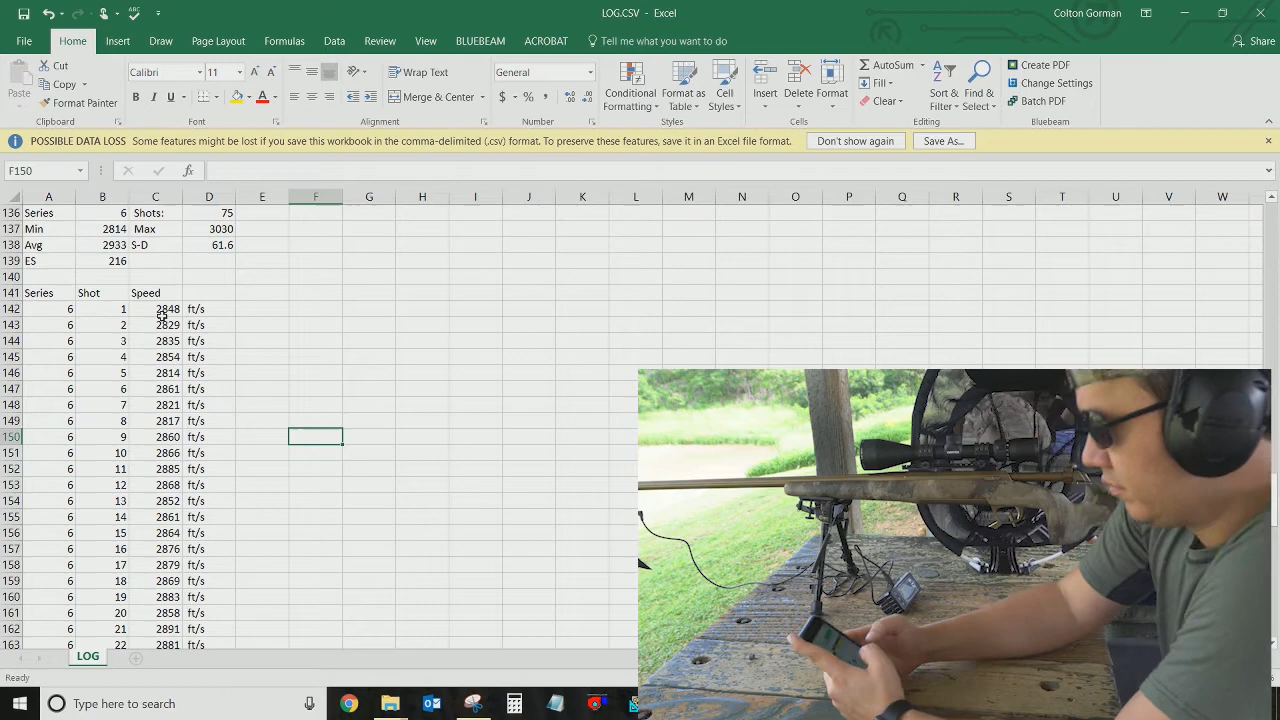 LOG.CSV - Excel
Colton Gorman
File Home Insert Draw Page Layout Formulas Data Review View BLUEBEAM ACROBAT Tell me what you want to do Share
Paste
Cut
Copy
Format Painter
Clipboard
Calibri 11
B I U
Font
Wrap Text
Merge & Center
Alignment
General
$ % ,
Number
Conditional Formatting
Format as Table
Cell Styles
Styles
Insert Delete Format
Cells
AutoSum
Fill
Clear
Sort & Filter
Find & Select
Editing
Create PDF
Change Settings
Batch PDF
Bluebeam
POSSIBLE DATA LOSS Some features might be lost if you save this workbook in the comma-delimited (.csv) format. To preserve these features, save it in an Excel file format. Don't show again Save As...
F150 fx
A B C D E F G H I J K L M N O P Q R S T U V W
136 Series 6 Shots: 75
137 Min 2814 Max 3030
138 Avg 2933 S-D 61.6
139 ES 216
140
141 Series Shot Speed
142 6 1 2848 ft/s
143 6 2 2829 ft/s
144 6 3 2835 ft/s
145 6 4 2854 ft/s
146 6 5 2814 ft/s
147 6 6 2861 ft/s
148 6 7 2821 ft/s
149 6 8 2817 ft/s
150 6 9 2860 ft/s
151 6 10 2866 ft/s
152 6 11 2885 ft/s
153 6 12 2868 ft/s
154 6 13 2852 ft/s
155 6 14 2861 ft/s
156 6 15 2864 ft/s
157 6 16 2876 ft/s
158 6 17 2879 ft/s
159 6 18 2869 ft/s
160 6 19 2883 ft/s
161 6 20 2858 ft/s
162 6 21 2891 ft/s
163 6 22 2881 ft/s
LOG
Ready
Type here to search